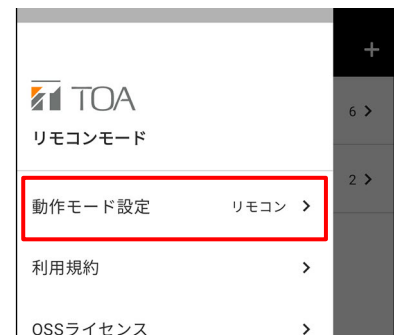 TOA
リモコンモード
動作モード設定 リモコン >
利用規約 >
OSSライセンス >
+
6 >
2 >